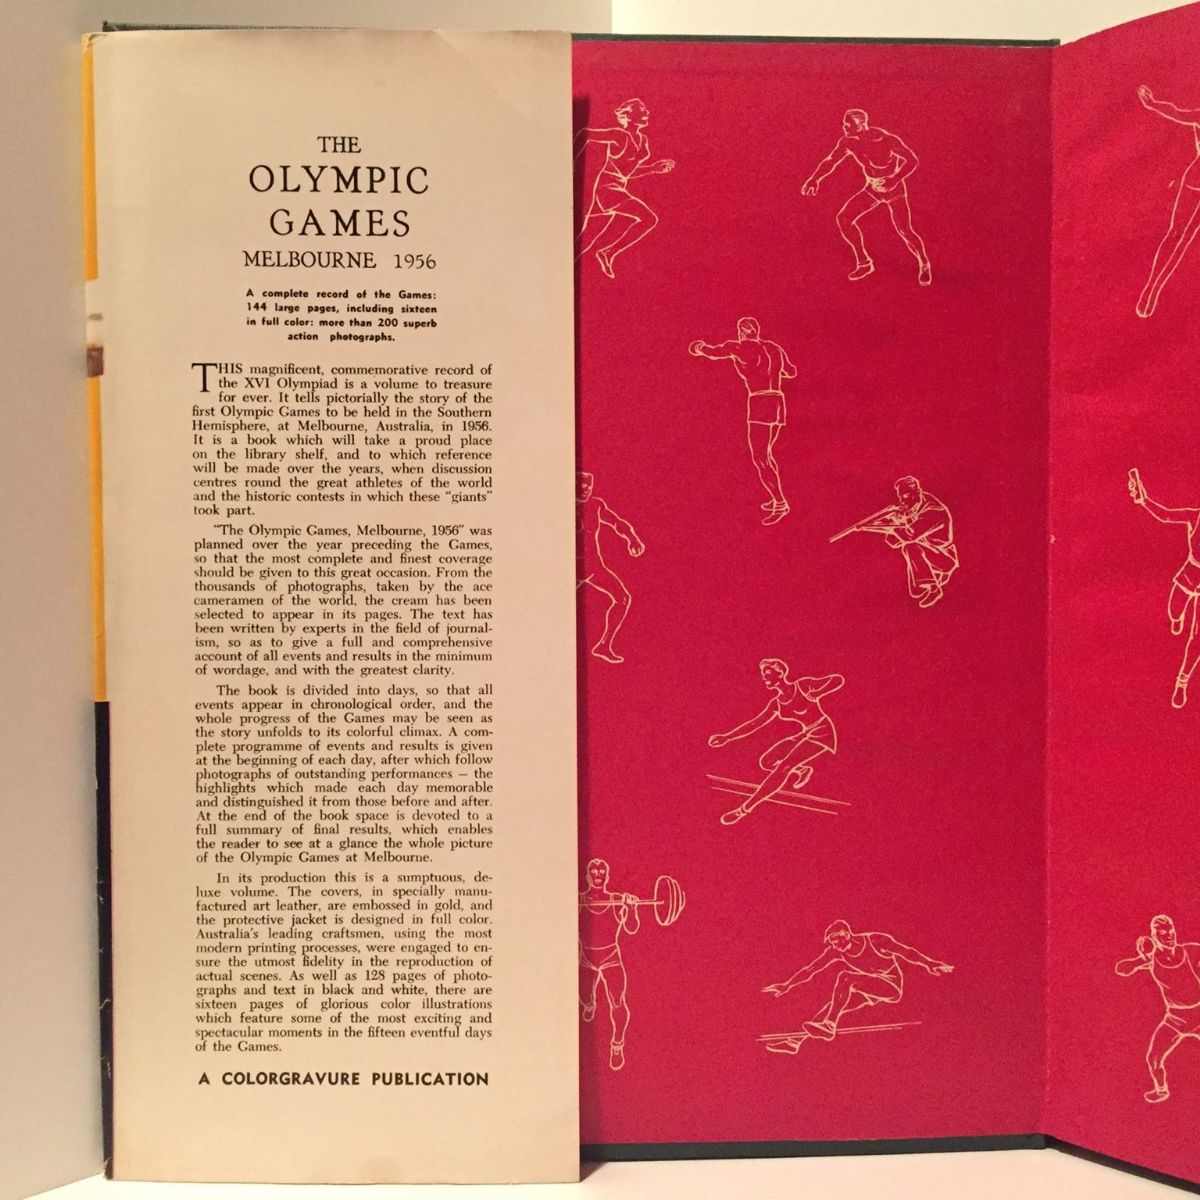 THE
OLYMPIC
GAMES
MELBOURNE 1956
A complete record of the Games:
144 large pages, including sixteen
in full color: more than 200 superb
action photographs.
THIS magnificent, commemorative record of
the XVI Olympiad is a volume to treasure
for ever. It tells pictorially the story of the
first Olympic Games to be held in the Southern
Hemisphere, at Melbourne, Australia, in 1956.
It is a book which will take a proud place
on the library shelf, and to which reference
will be made over the years, when discussion
centres round the great athletes of the world
and the historic contests in which these "giants"
took part.
"The Olympic Games, Melbourne, 1956" was
planned over the year preceding the Games,
so that the most complete and finest coverage
should be given to this great occasion. From the
thousands of photographs, taken by the ace
cameramen of the world, the cream has been
selected to appear in its pages. The text has
been written by experts in the field of journal-
ism, so as to give a full and comprehensive
account of all events and results in the minimum
of wordage, and with the greatest clarity.
The book is divided into days, so that all
events appear in chronological order, and the
whole progress of the Games may be seen as
the story unfolds to its colorful climax. A com-
plete programme of events and results is given
at the beginning of each day, after which follow
photographs of outstanding performances — the
highlights which made each day memorable
and distinguished it from those before and after.
At the end of the book space is devoted to a
full summary of final results, which enables
the reader to see at a glance the whole picture
of the Olympic Games at Melbourne.
In its production this is a sumptuous, de-
luxe volume. The covers, in specially manu-
factured art leather, are embossed in gold, and
the protective jacket is designed in full color.
Australia's leading craftsmen, using the most
modern printing processes, were engaged to en-
sure the utmost fidelity in the reproduction of
actual scenes. As well as 128 pages of photo-
graphs and text in black and white, there are
sixteen pages of glorious color illustrations
which feature some of the most exciting and
spectacular moments in the fifteen eventful days
of the Games.
A COLORGRAVURE PUBLICATION